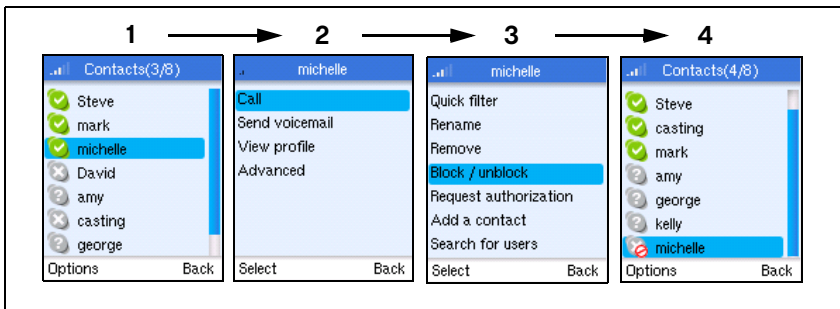 1
2
3
4
Contacts(3/8)
Steve
mark
michelle
David
amy
casting
george
Options Back
michelle
Call
Send voicemail
View profile
Advanced
Select Back
michelle
Quick filter
Rename
Remove
Block / unblock
Request authorization
Add a contact
Search for users
Select Back
Contacts(4/8)
Steve
casting
mark
amy
george
kelly
michelle
Options Back